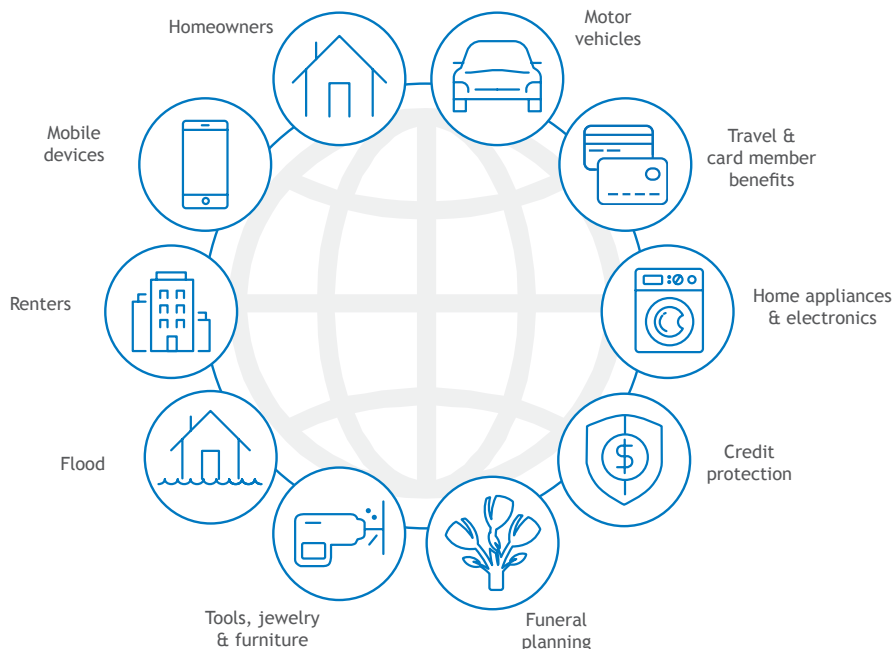 Homeowners
Motor
vehicles
Mobile
devices
Travel &
card member
benefits
Renters
Home appliances
& electronics
Flood
Credit
protection
$
Tools, jewelry
& furniture
Funeral
planning